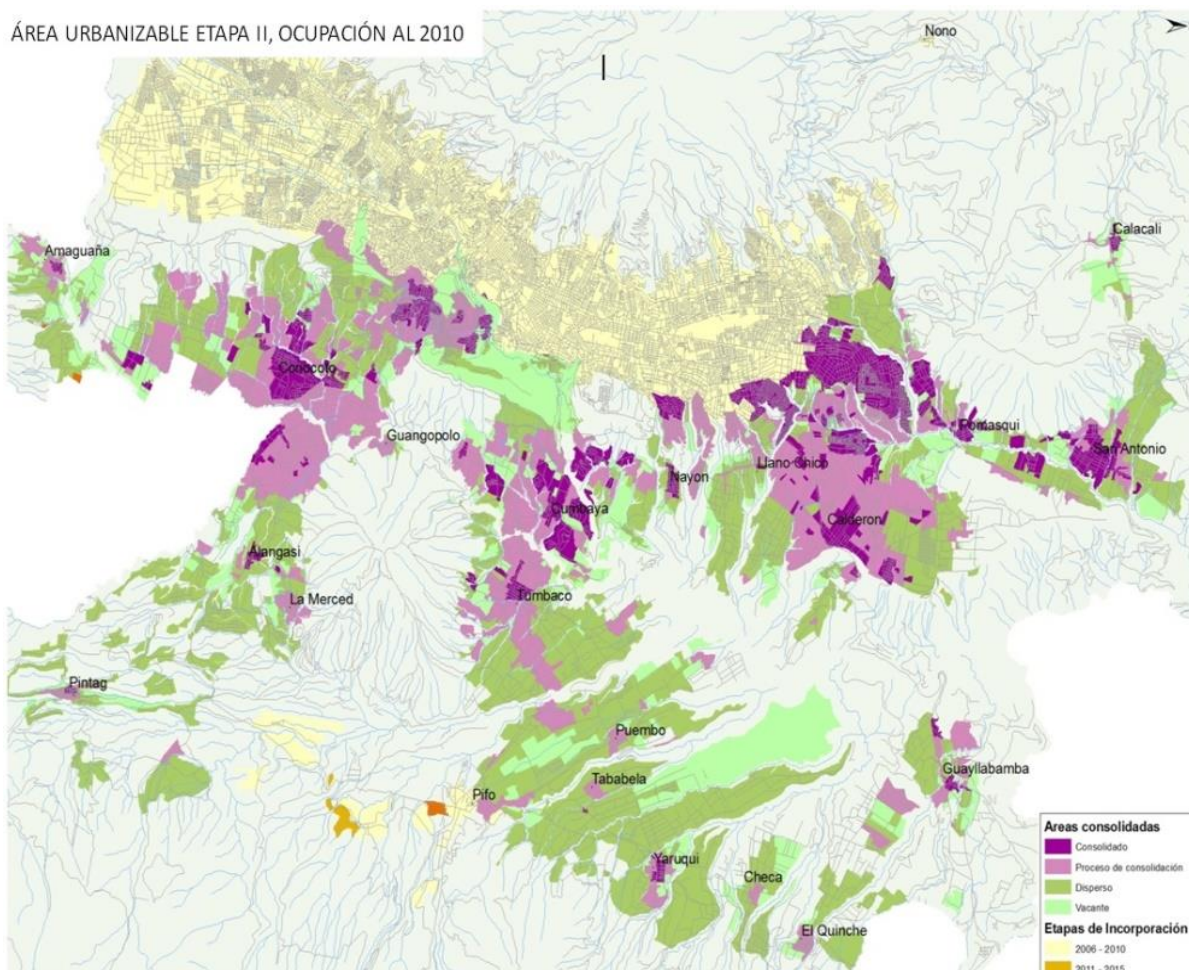 ÁREA URBANIZABLE ETAPA II, OCUPACIÓN AL 2010
Nono
Calacali
Amaguaña
Conocoto
Guangopolo
Pomasqui
San Antonio
Nayon
Llano Chico
Cumbaya
Calderon
Alangasi
La Merced
Tumbaco
Pintag
Puembo
Tababela
Pifo
Guayllabamba
Yaruqui
Checa
El Quinche
Areas consolidadas
Consolidado
Proceso de consolidación
Disperso
Vacante
Etapas de Incorporación
2006 - 2010
2011 - 2015